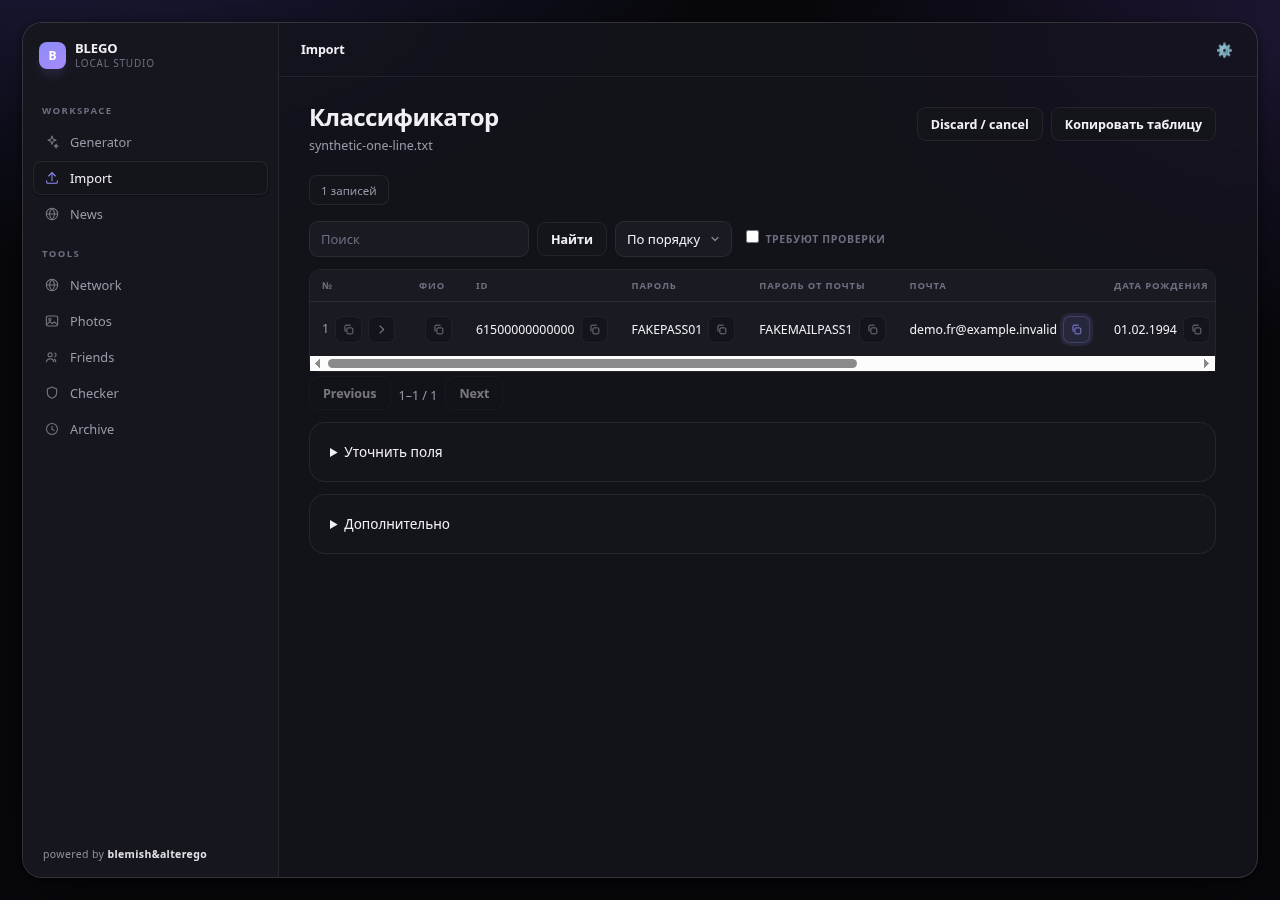 B
BLEGO
LOCAL STUDIO
WORKSPACE
Generator
Import
News
TOOLS
Network
Photos
Friends
Checker
Archive
powered by blemish&alterego
Import
Классификатор
synthetic-one-line.txt
Discard / cancel
Копировать таблицу
1 записей
Поиск
Найти
По порядку
ТРЕБУЮТ ПРОВЕРКИ
№ ФИО ID ПАРОЛЬ ПАРОЛЬ ОТ ПОЧТЫ ПОЧТА ДАТА РОЖДЕНИЯ
1 61500000000000 FAKEPASS01 FAKEMAILPASS1 demo.fr@example.invalid 01.02.1994
Previous 1–1 / 1 Next
Уточнить поля
Дополнительно